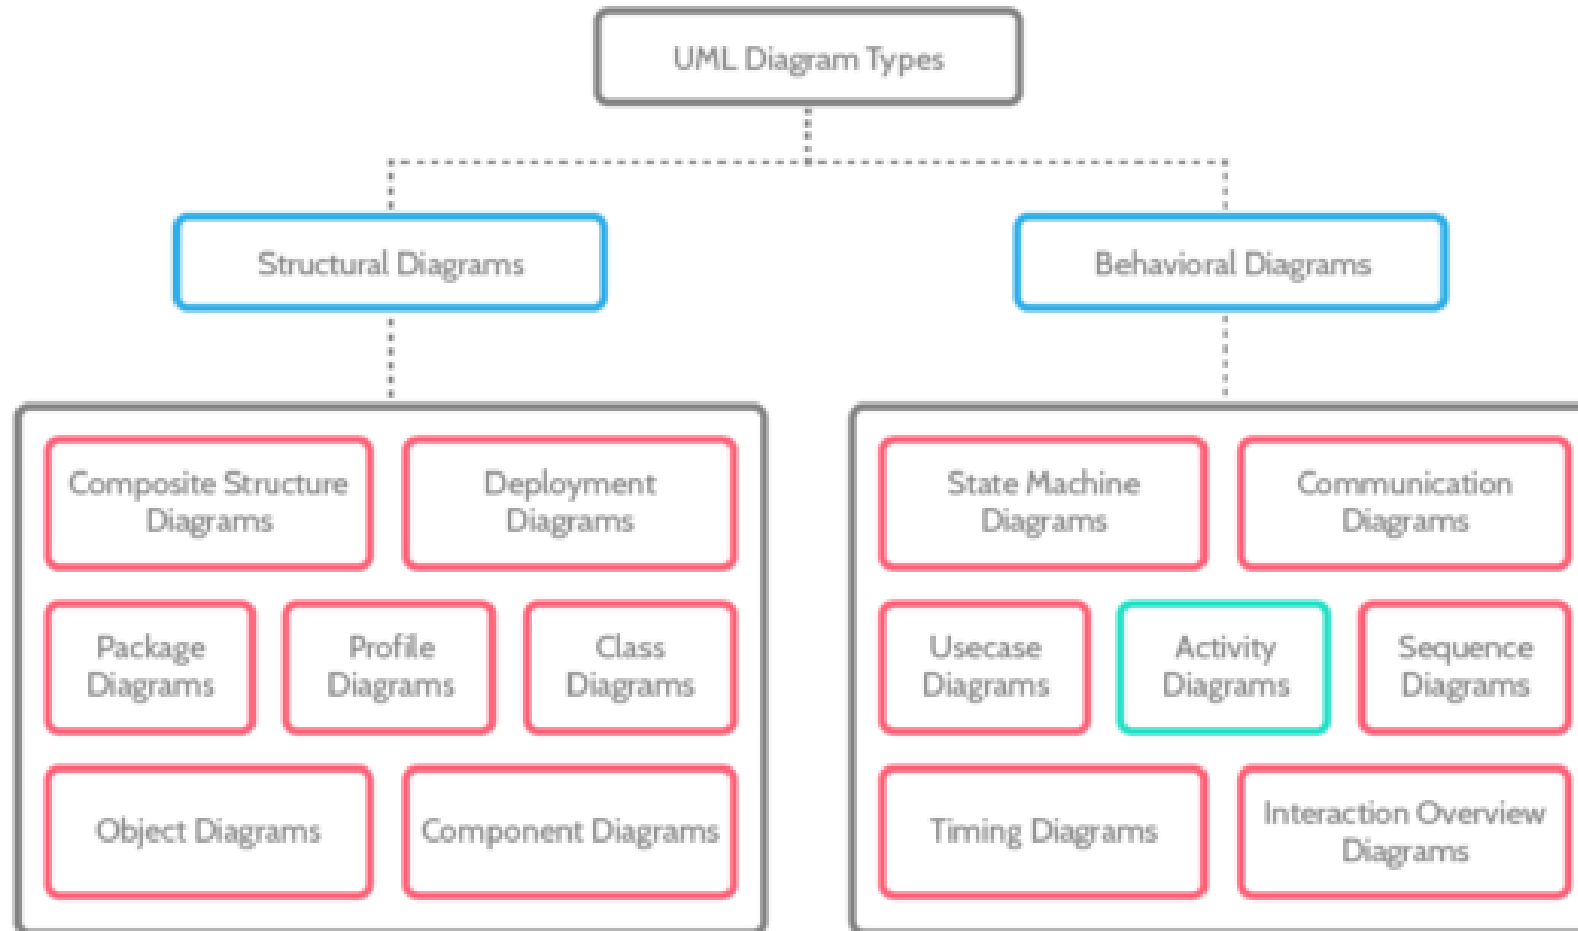 UML Diagram Types
Structural Diagrams
Behavioral Diagrams
Composite Structure
Diagrams
Deployment
Diagrams
Package
Diagrams
Profile
Diagrams
Class
Diagrams
Object Diagrams
Component Diagrams
State Machine
Diagrams
Communication
Diagrams
Usecase
Diagrams
Activity
Diagrams
Sequence
Diagrams
Timing Diagrams
Interaction Overview
Diagrams